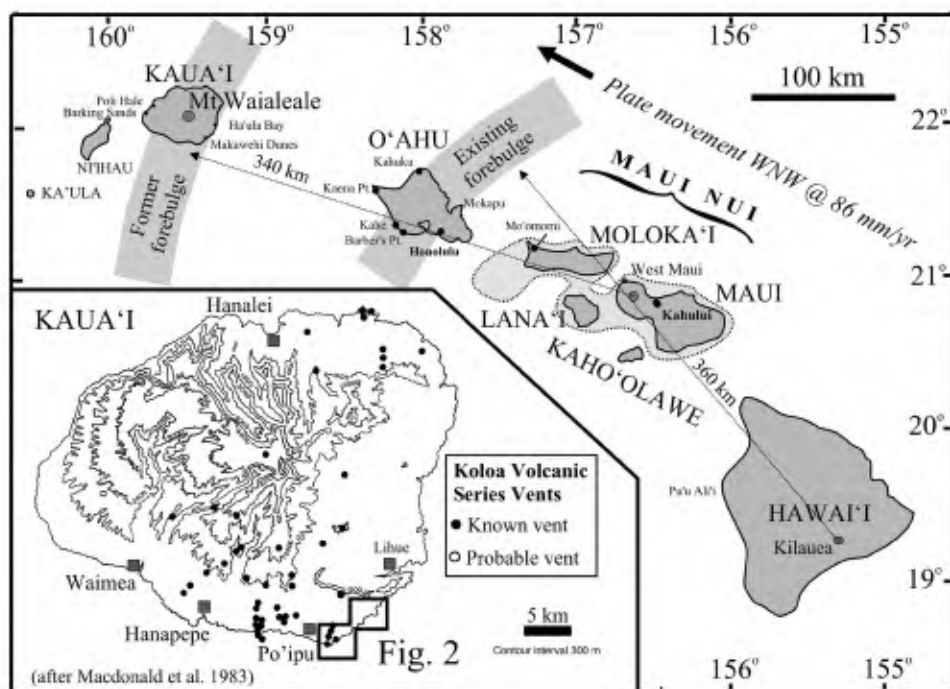 160°
159°
158°
157°
156°
155°
KAUA‘I
Mt Waialeale
Poli Hale
Barking Sands
Ha'ula Bay
Makawehi Dunes
NI'IHAU
KA‘ULA
Former
forebulge
340 km
O‘AHU
Kahuku
Kaena Pt.
Mokapu
Kahe
Barber's Pt.
Honolulu
Existing
forebulge
Plate movement WNW @ 86 mm/yr
100 km
22°
MAUI NUI
Mo'omomi
MOLOKA‘I
West Maui
MAUI
Kahului
21°
LANA‘I
KAHO‘OLAWE
360 km
20°
Pu'u Ali'i
HAWAI‘I
Kilauea
19°
156°
155°
KAUA‘I
Hanalei
Koloa Volcanic
Series Vents
Known vent
Probable vent
Lihue
Waimea
Hanapepe
Po’ipu
Fig. 2
5 km
Contour interval 300 m
(after Macdonald et al. 1983)